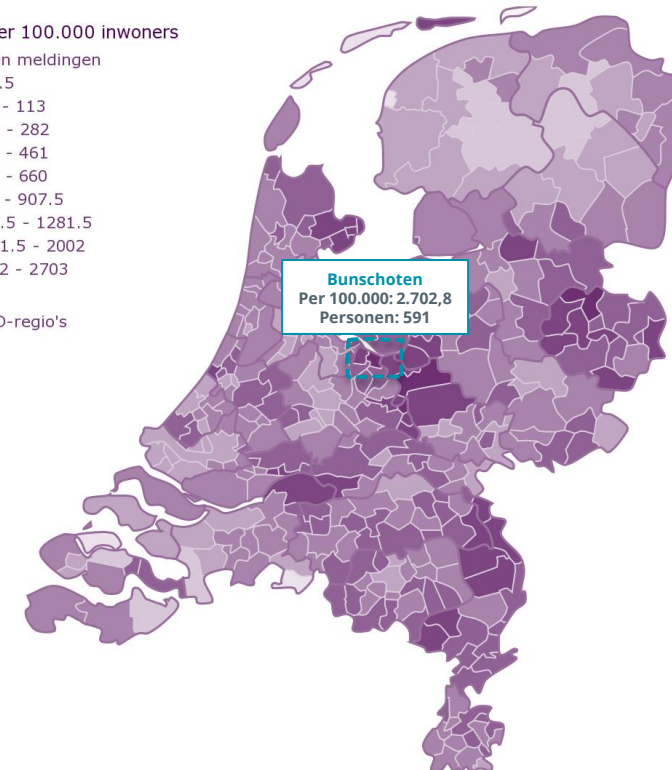 er 100.000 inwoners
n meldingen
.5
- 113
- 282
- 461
- 660
- 907.5
.5 - 1281.5
1.5 - 2002
2 - 2703
D-regio's
Bunschoten
Per 100.000: 2.702,8
Personen: 591